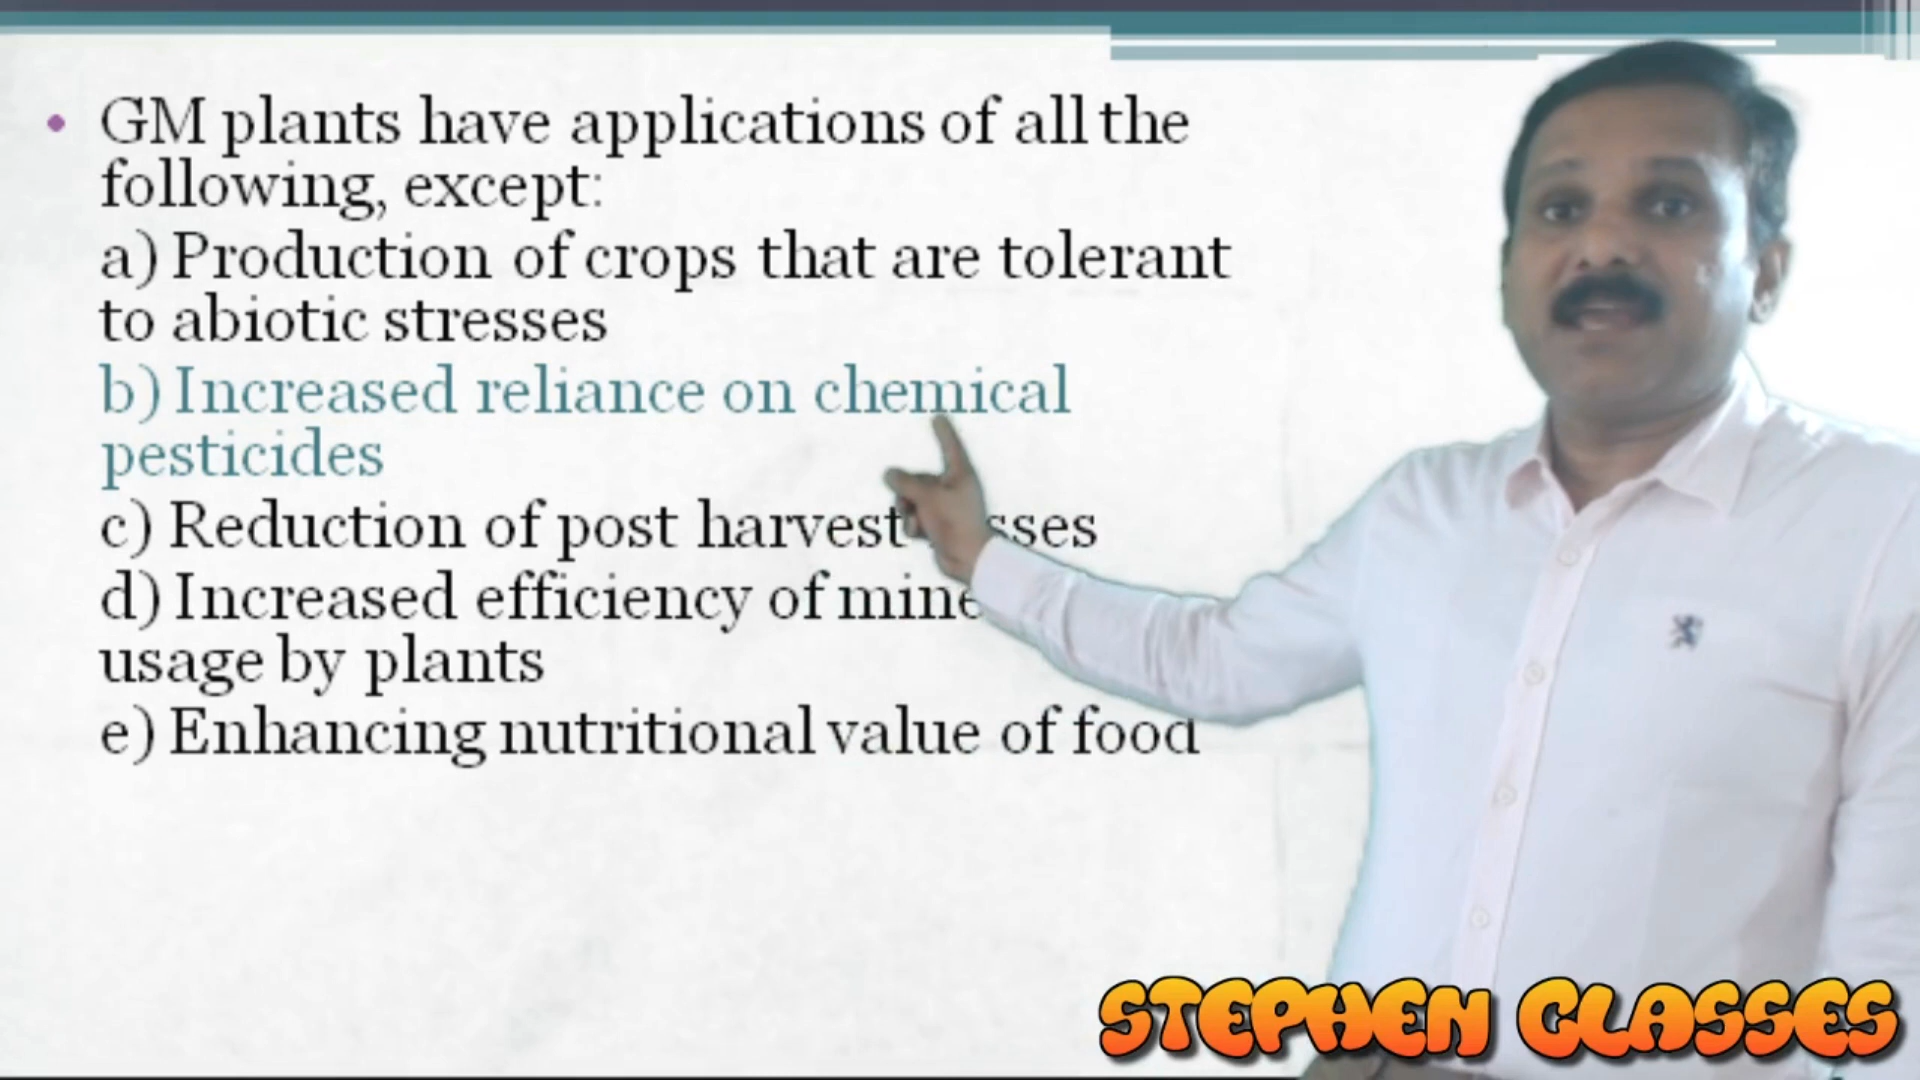 GM plants have applications of all the
following, except:
a) Production of crops that are tolerant
to abiotic stresses
b) Increased reliance on chemical
pesticides
c) Reduction of post harvest
d) Increased efficiency of
usage by plants
e) Enhancing nutritional value of food
STEPHEN CLASSES